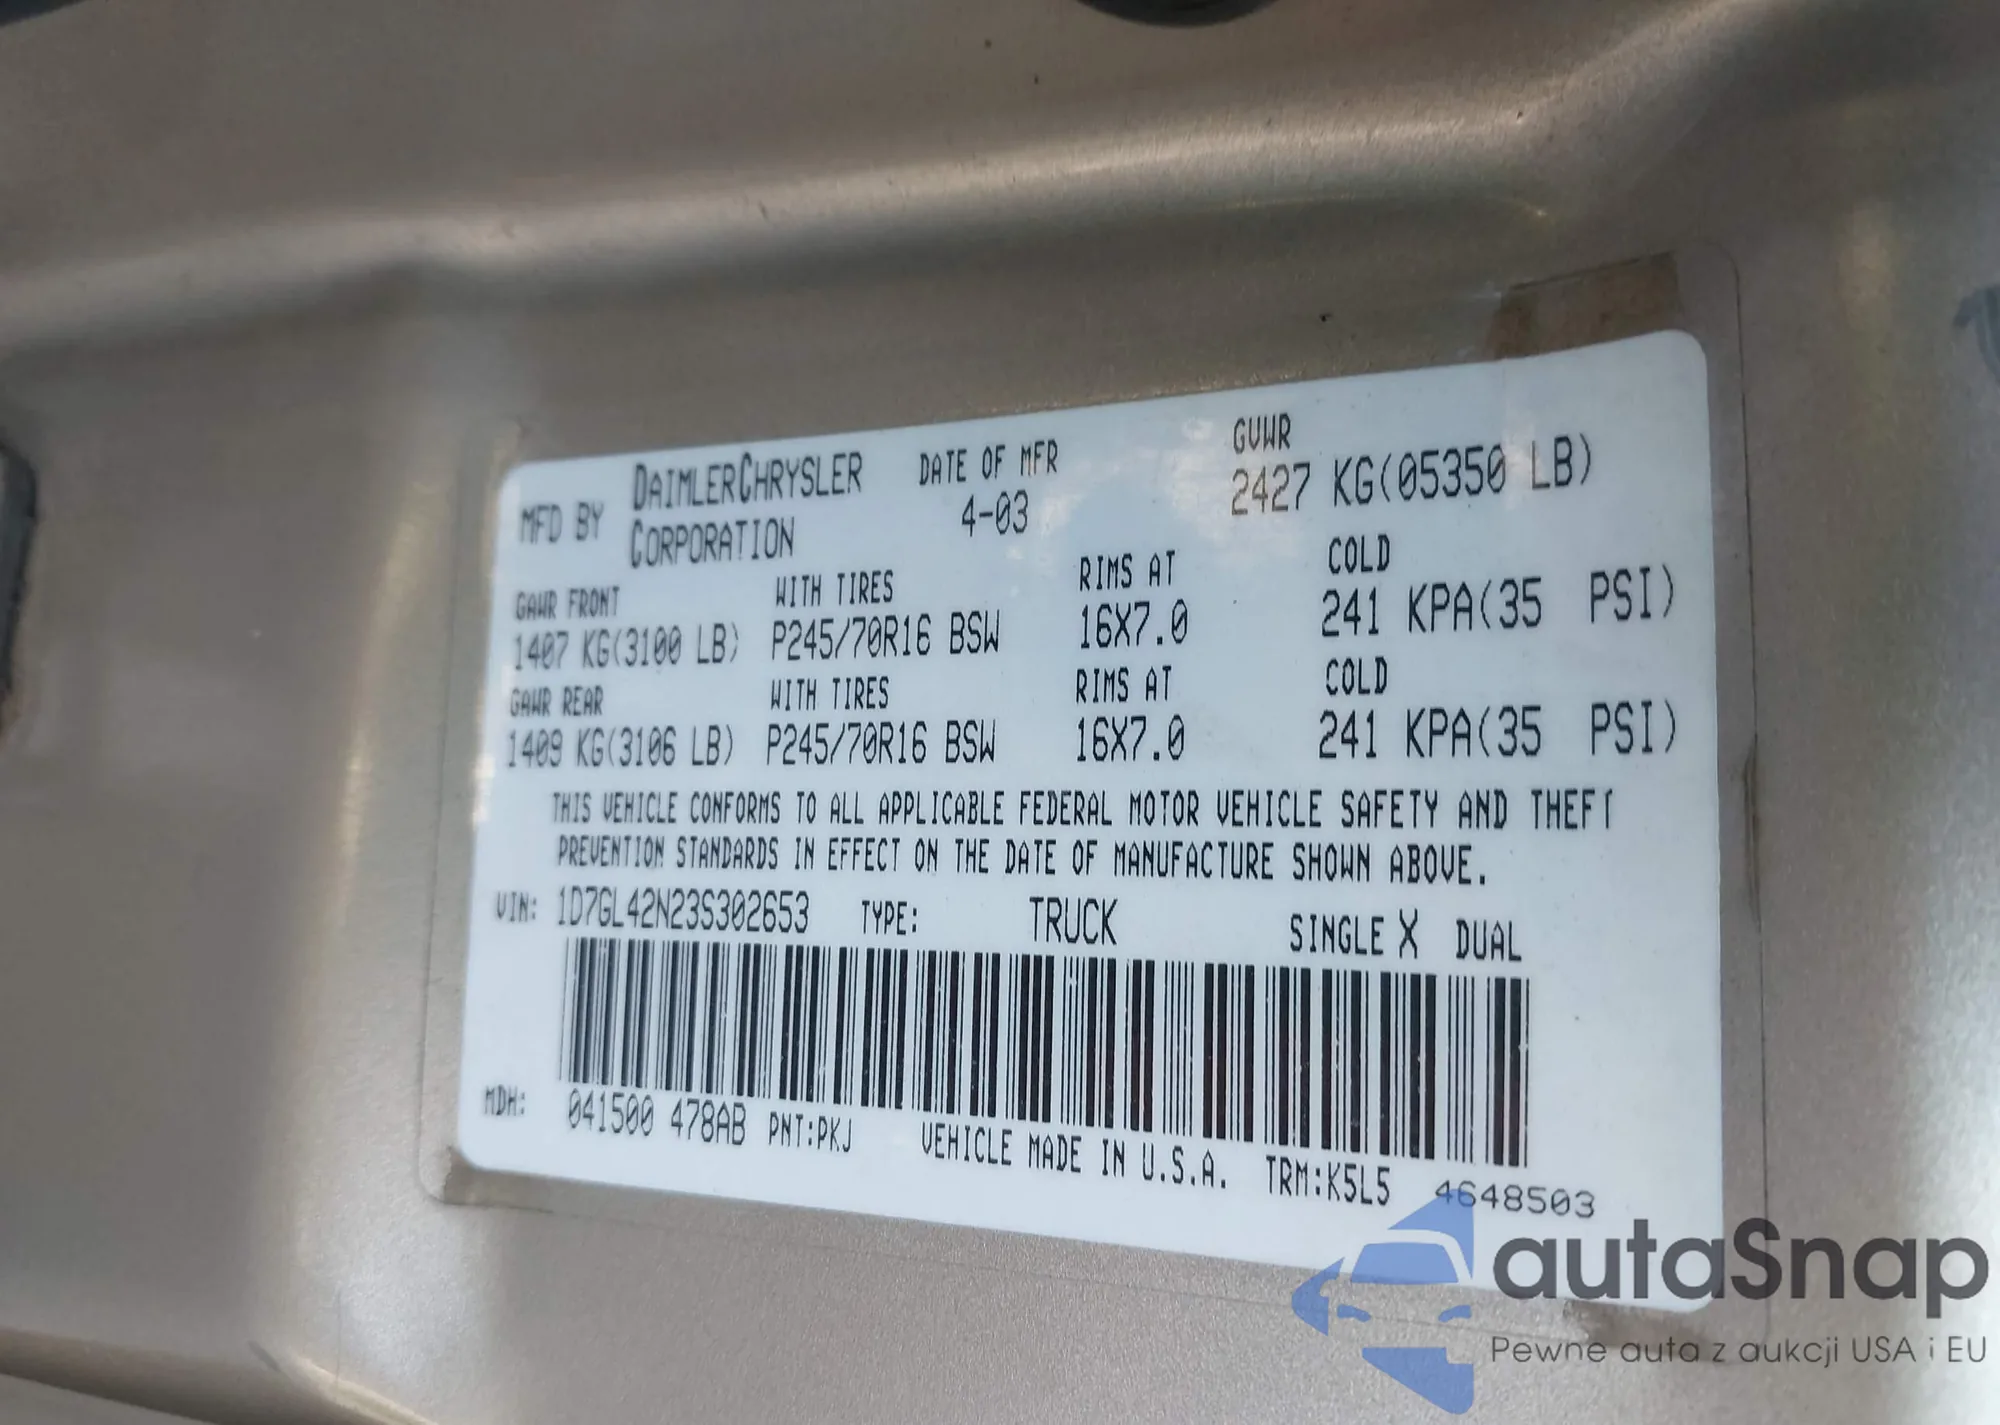 MFD BY DAIMLERCHRYSLER CORPORATION DATE OF MFR 4-03 GVWR 2427 KG(05350 LB)
GAWR FRONT WITH TIRES RIMS AT COLD
1407 KG(3100 LB) P245/70R16 BSW 16X7.0 241 KPA(35 PSI)
GAWR REAR WITH TIRES RIMS AT COLD
1409 KG(3106 LB) P245/70R16 BSW 16X7.0 241 KPA(35 PSI)
THIS VEHICLE CONFORMS TO ALL APPLICABLE FEDERAL MOTOR VEHICLE SAFETY AND THEFT
PREVENTION STANDARDS IN EFFECT ON THE DATE OF MANUFACTURE SHOWN ABOVE.
VIN: 1D7GL42N23S302653 TYPE: TRUCK SINGLE X DUAL
MDH: 041500 478AB PNT:PKJ VEHICLE MADE IN U.S.A. TRM:K5L5 4648503
autaSnap
Pewne auta z aukcji USA i EU